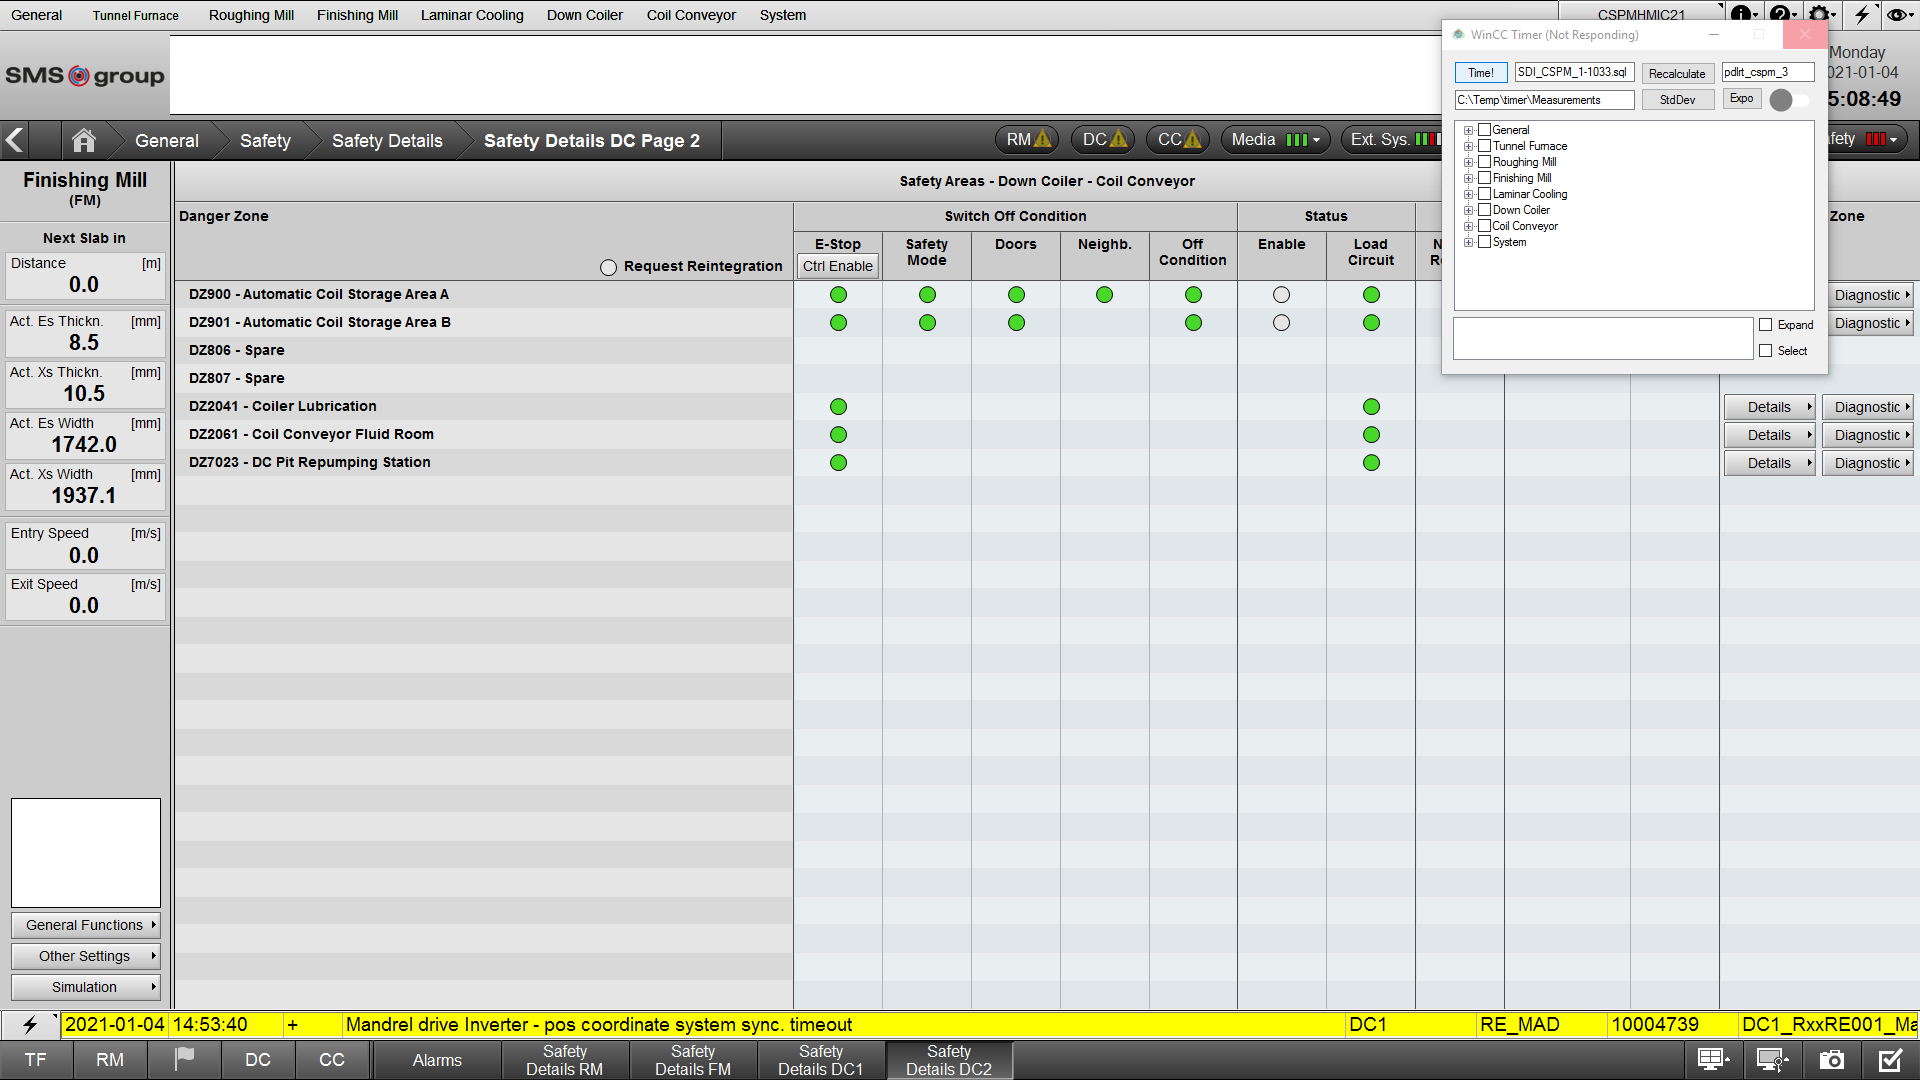 General Tunnel Furnace Roughing Mill Finishing Mill Laminar Cooling Down Coiler Coil Conveyor System CSPMHMIC21
SMS group
WinCC Timer (Not Responding)
Monday
021-01-04
5:08:49
Time! SDI_CSPM_1-1033.sql Recalculate pdlrt_cspm_3
C:\Temp\timer\Measurements StdDev Expo
General
Tunnel Furnace
Roughing Mill
Finishing Mill
Laminar Cooling
Down Coiler
Coil Conveyor
System
Expand
Select
General Safety Safety Details Safety Details DC Page 2 RM DC CC Media Ext. Sys. fety
Finishing Mill
(FM)
Next Slab in
Distance [m]
0.0
Act. Es Thickn. [mm]
8.5
Act. Xs Thickn. [mm]
10.5
Act. Es Width [mm]
1742.0
Act. Xs Width [mm]
1937.1
Entry Speed [m/s]
0.0
Exit Speed [m/s]
0.0
General Functions
Other Settings
Simulation
Safety Areas - Down Coiler - Coil Conveyor
Danger Zone Switch Off Condition Status Zone
Request Reintegration
E-Stop Safety Mode Doors Neighb. Off Condition Enable Load Circuit N R
Ctrl Enable
DZ900 - Automatic Coil Storage Area A Diagnostic
DZ901 - Automatic Coil Storage Area B Diagnostic
DZ806 - Spare
DZ807 - Spare
DZ2041 - Coiler Lubrication Details Diagnostic
DZ2061 - Coil Conveyor Fluid Room Details Diagnostic
DZ7023 - DC Pit Repumping Station Details Diagnostic
2021-01-04 14:53:40 + Mandrel drive Inverter - pos coordinate system sync. timeout DC1 RE_MAD 10004739 DC1_RxxRE001_Ma
TF RM DC CC Alarms Safety Details RM Safety Details FM Safety Details DC1 Safety Details DC2